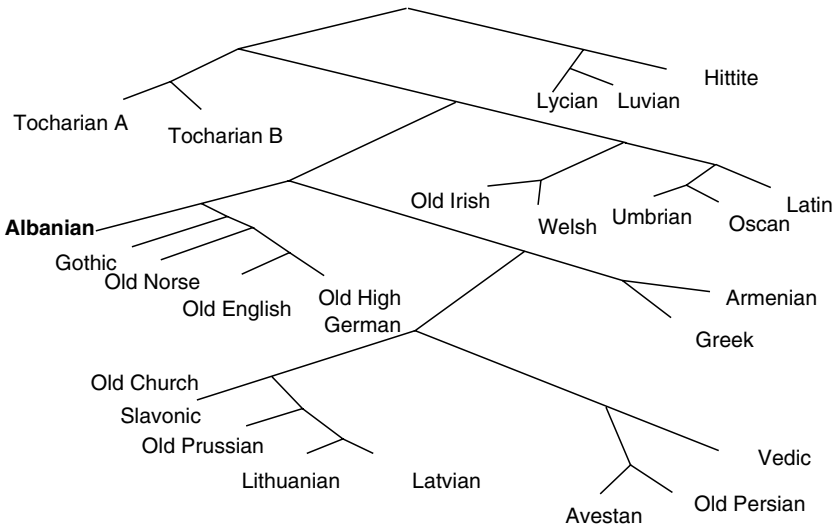 Hittite
Lycian
Luvian
Tocharian A
Tocharian B
Old Irish
Welsh
Umbrian
Oscan
Latin
Albanian
Gothic
Old Norse
Old English
Old High
German
Armenian
Greek
Old Church
Slavonic
Old Prussian
Lithuanian
Latvian
Vedic
Old Persian
Avestan